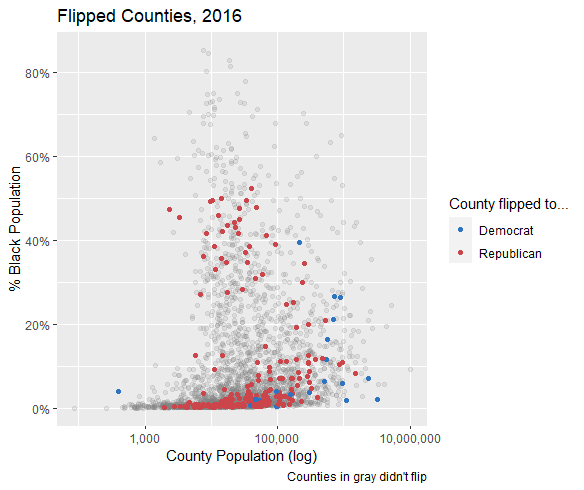 Flipped Counties, 2016
% Black Population
80%
60%
40%
20%
0%
1,000
100,000
10,000,000
County Population (log)
County flipped to...
Democrat
Republican
Counties in gray didn't flip